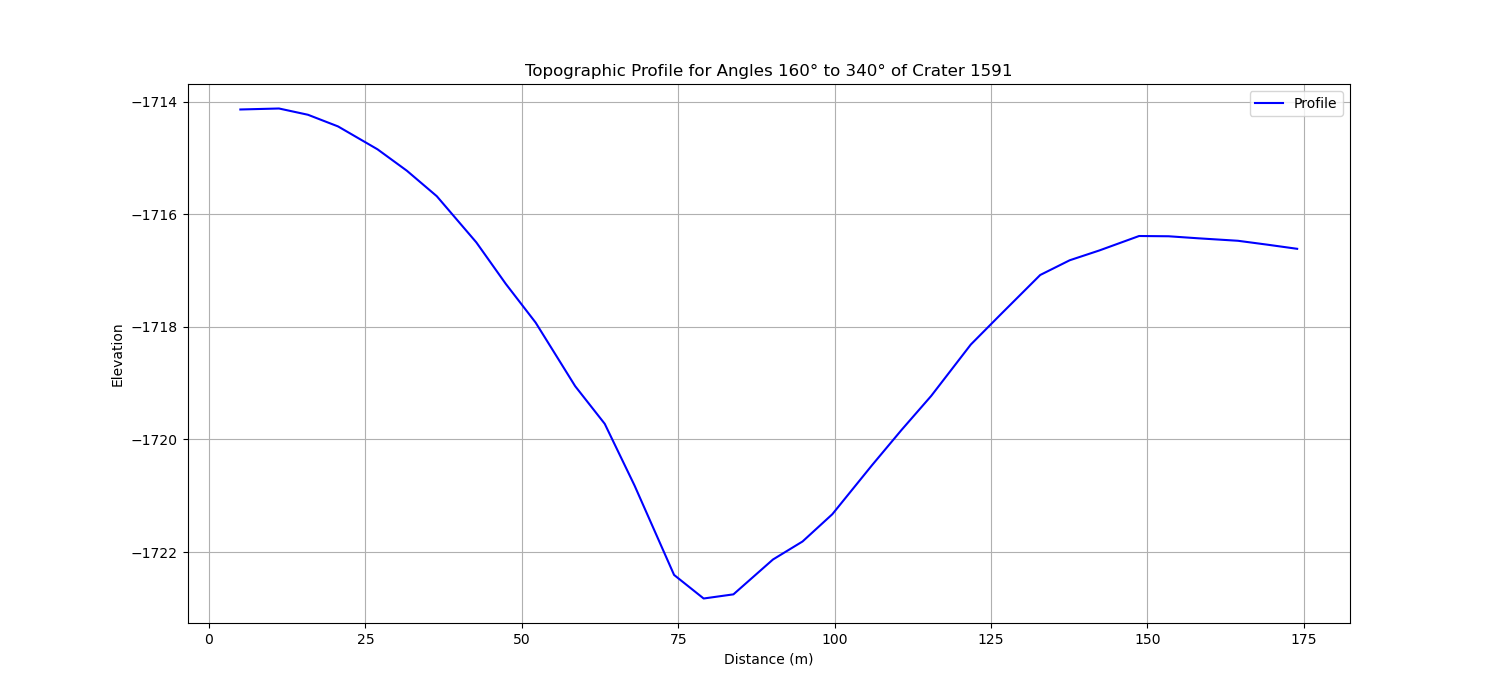 Topographic Profile for Angles 160° to 340° of Crater 1591
Profile
−1714
−1716
−1718
−1720
−1722
Elevation
0 25 50 75 100 125 150 175
Distance (m)